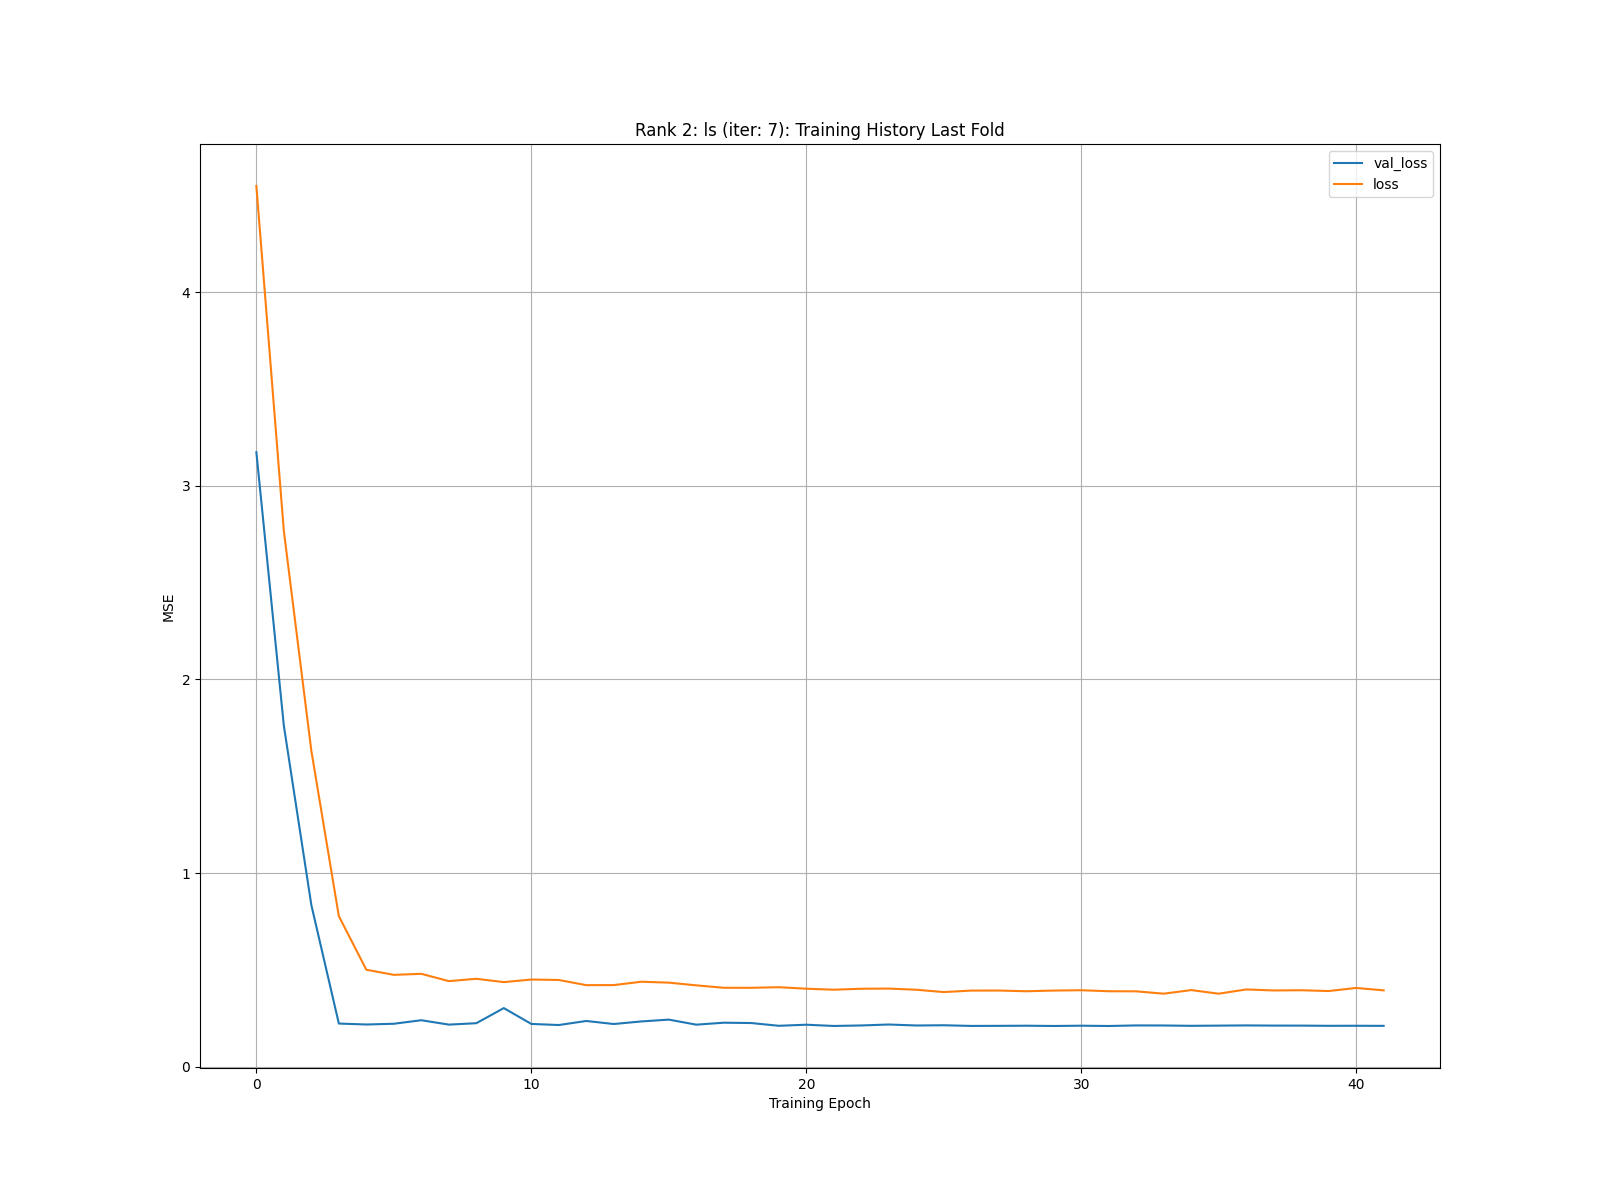 Rank 2: ls (iter: 7): Training History Last Fold
val_loss
loss
4
3
2
1
0
MSE
0 10 20 30 40
Training Epoch